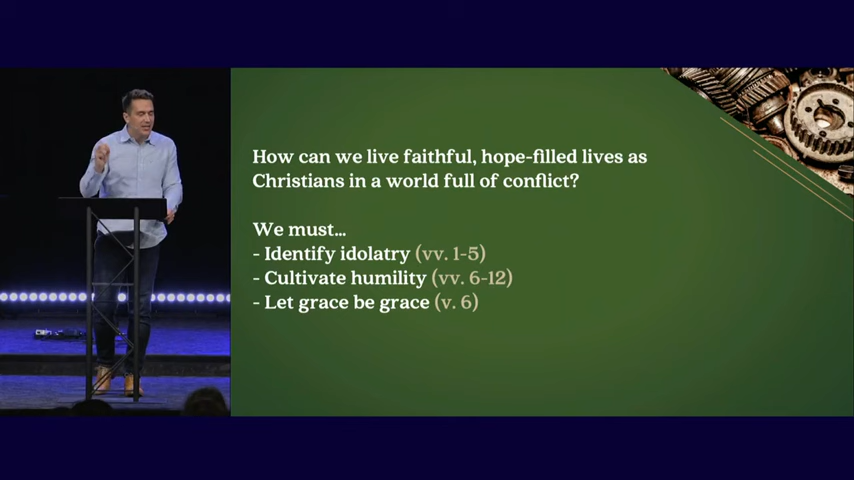 How can we live faithful, hope-filled lives as
Christians in a world full of conflict?
We must...
- Identify idolatry (vv. 1-5)
- Cultivate humility (vv. 6-12)
- Let grace be grace (v. 6)